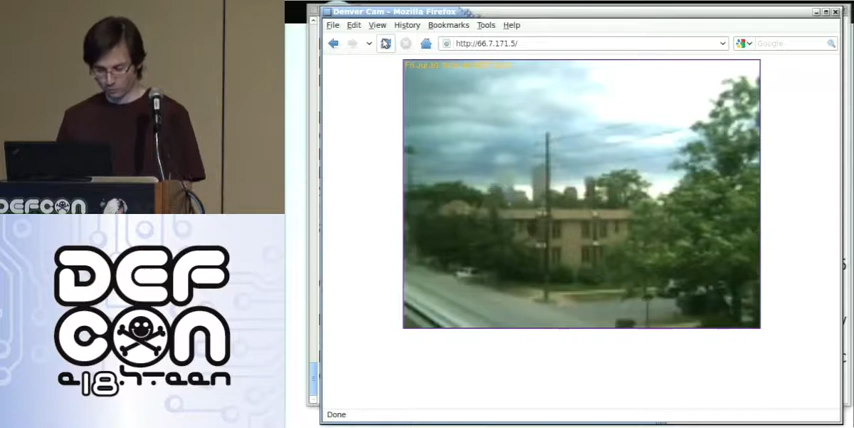 Denver Cam - Mozilla Firefox
File Edit View History Bookmarks Tools Help
http://66.7.171.5/
Google
DEFCON
DEF
CON
Done